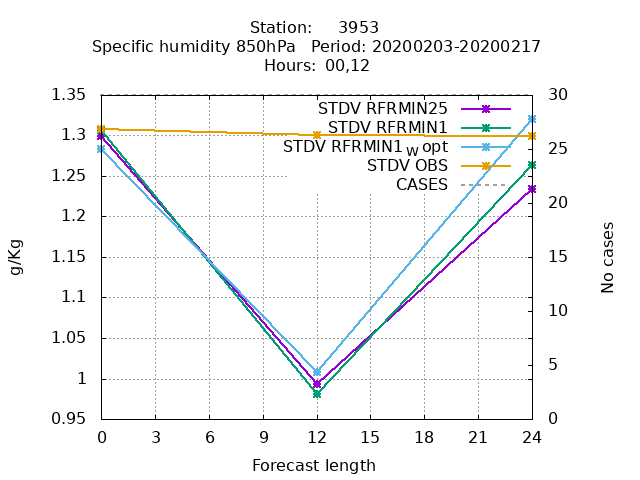 Station: 3953
Specific humidity 850hPa Period: 20200203-20200217
Hours: 00,12
1.35
1.3
1.25
1.2
1.15
1.1
1.05
1
0.95
g/Kg
STDV RFRMIN25
STDV RFRMIN1
STDV RFRMIN1wopt
STDV OBS
CASES
30
25
20
15
10
5
0
No cases
0 3 6 9 12 15 18 21 24
Forecast length